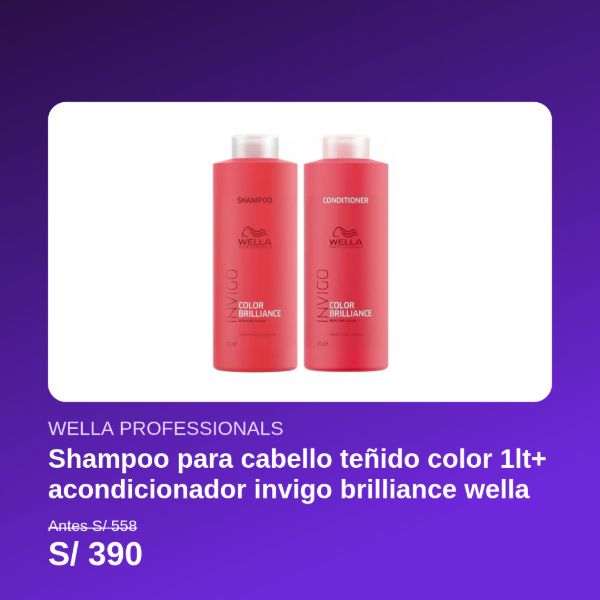 SHAMPOO
WELLA
INVIGO
COLOR
BRILLIANCE
CONDITIONER
WELLA
INVIGO
COLOR
BRILLIANCE
WELLA PROFESSIONALS
Shampoo para cabello teñido color 1lt+
acondicionador invigo brilliance wella
Antes S/ 558
S/ 390